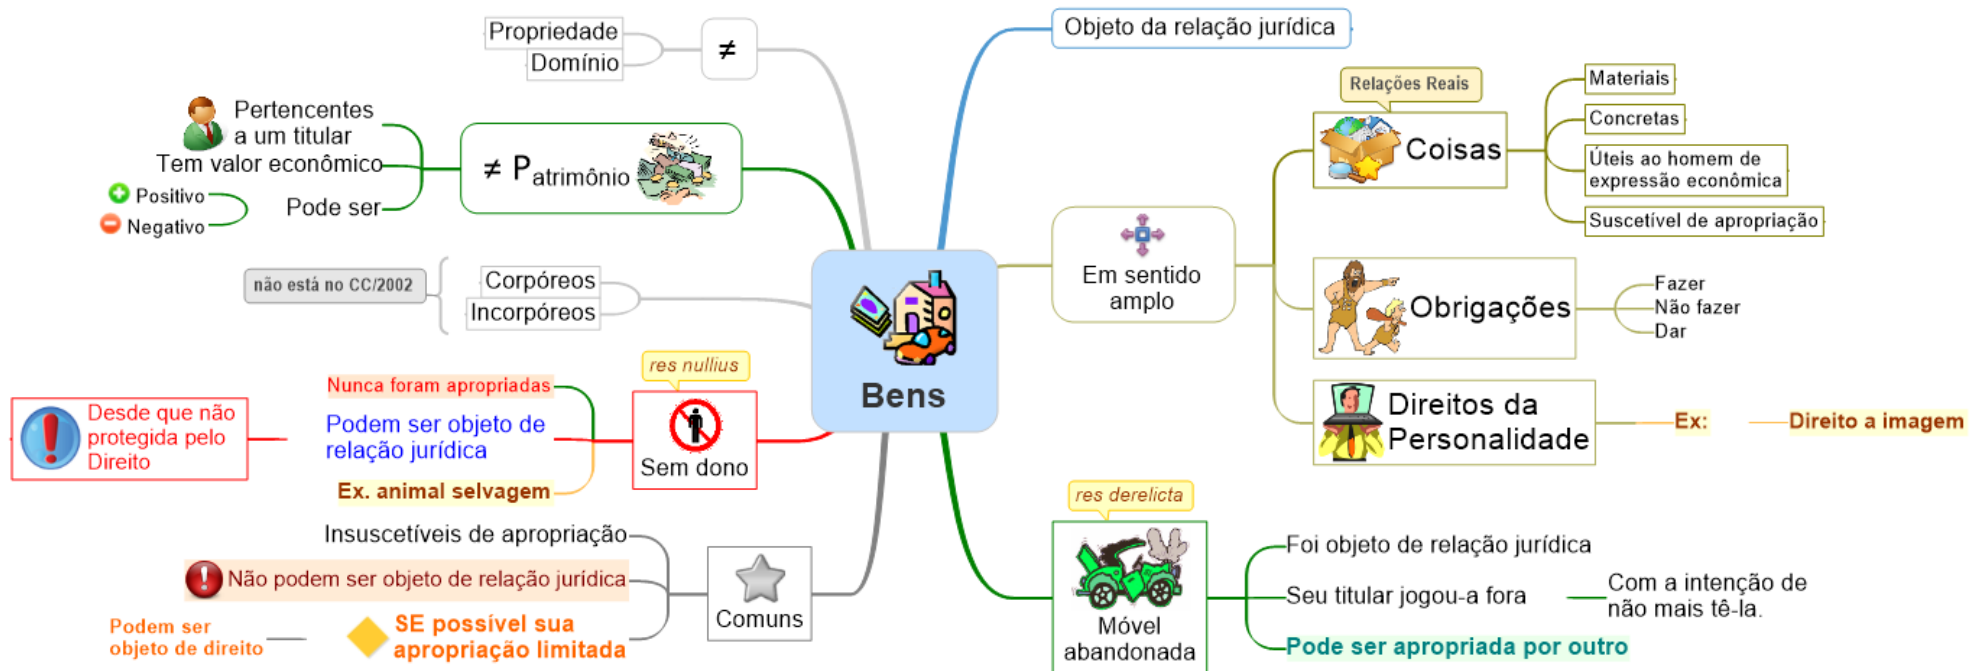 Bens
Objeto da relação jurídica
Em sentido
amplo
Relações Reais
Coisas
Materiais
Concretas
Úteis ao homem de
expressão econômica
Suscetível de apropriação
Obrigações
Fazer
Não fazer
Dar
Direitos da
Personalidade
Ex:
Direito a imagem
res derelicta
Móvel
abandonada
Foi objeto de relação jurídica
Seu titular jogou-a fora
Com a intenção de
não mais tê-la.
Pode ser apropriada por outro
≠
Propriedade
Domínio
≠ Patrimônio
Pertencentes
a um titular
Tem valor econômico
Pode ser
Positivo
Negativo
Corpóreos
Incorpóreos
não está no CC/2002
res nullius
Sem dono
Nunca foram apropriadas
Podem ser objeto de
relação jurídica
Desde que não
protegida pelo
Direito
Ex. animal selvagem
Comuns
Insuscetíveis de apropriação
Não podem ser objeto de relação jurídica
SE possível sua
apropriação limitada
Podem ser
objeto de direito